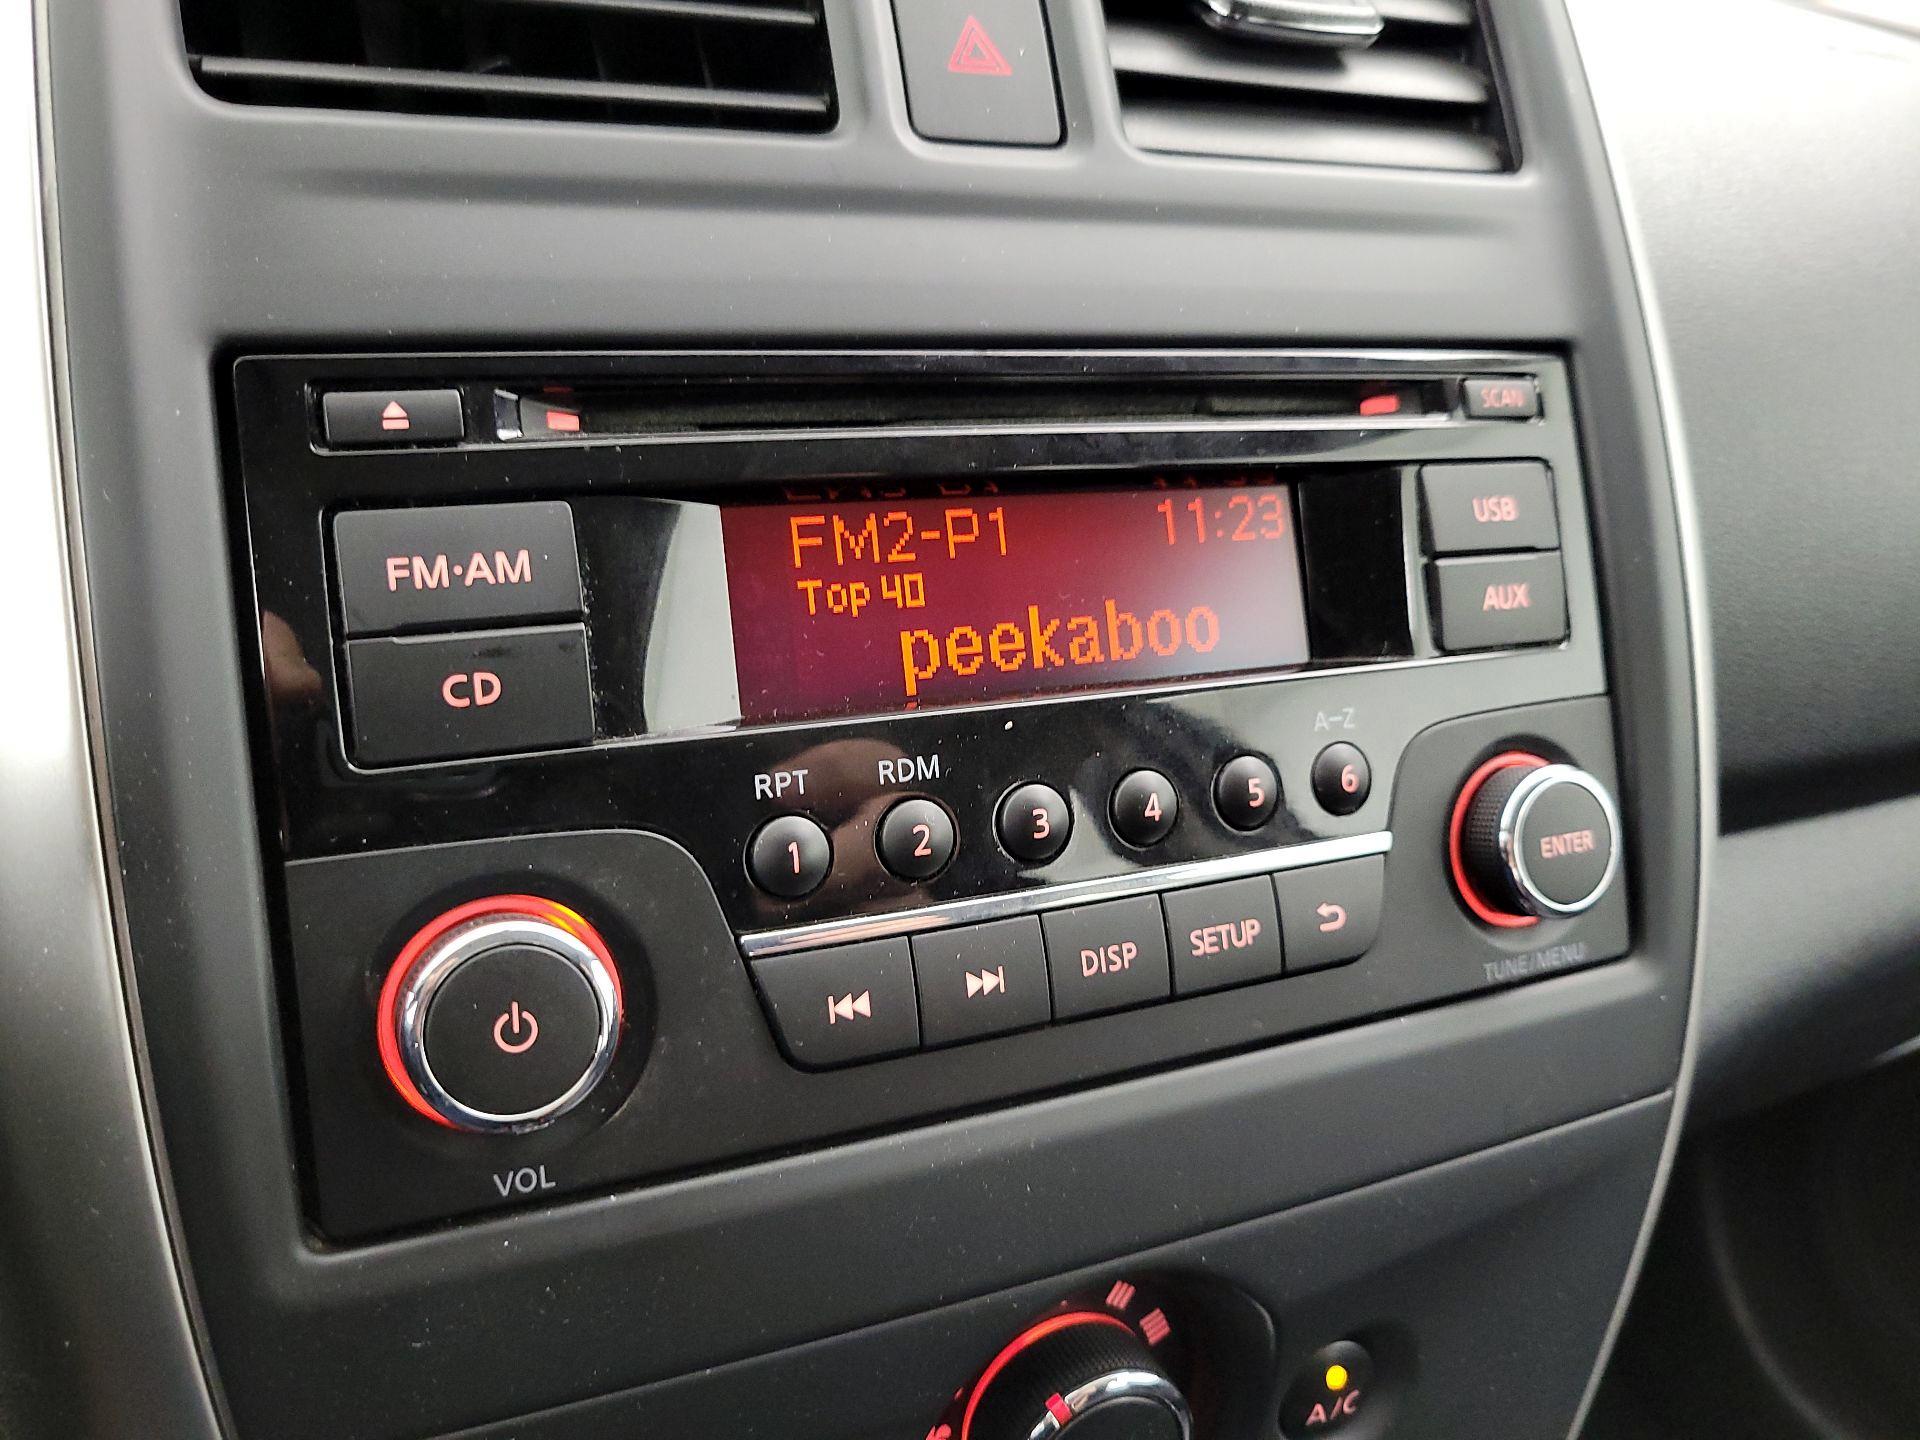 SCAN
FM2-P1 11:23
FM·AM
Top 40
USB
peekaboo
AUX
CD
A-Z
RPT RDM
1 2 3 4 5 6
ENTER
DISP SETUP
TUNE/MENU
VOL
A/C